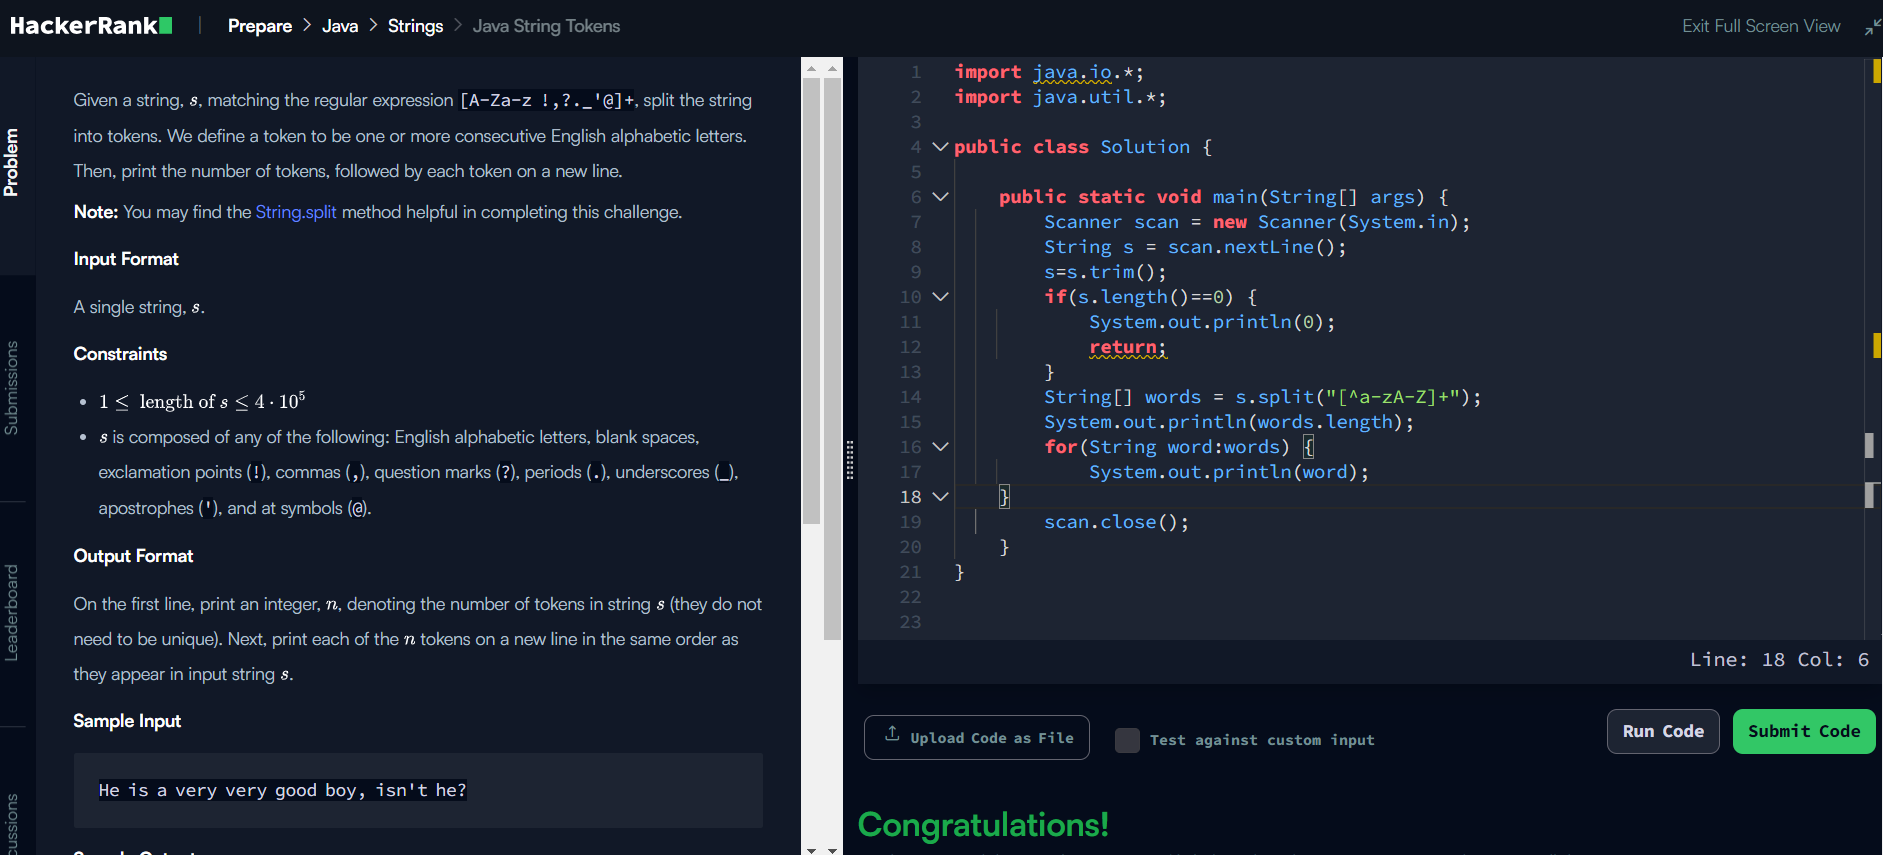 HackerRank | Prepare > Java > Strings > Java String Tokens
Exit Full Screen View
Problem
Submissions
Leaderboard
Given a string, s, matching the regular expression [A-Za-z !,?._'@]+, split the string
into tokens. We define a token to be one or more consecutive English alphabetic letters.
Then, print the number of tokens, followed by each token on a new line.
Note: You may find the String.split method helpful in completing this challenge.
Input Format
A single string, s.
Constraints
• 1 ≤ length of s ≤ 4 · 10⁵
• s is composed of any of the following: English alphabetic letters, blank spaces,
exclamation points (!), commas (,), question marks (?), periods (.), underscores (_),
apostrophes ('), and at symbols (@).
Output Format
On the first line, print an integer, n, denoting the number of tokens in string s (they do not
need to be unique). Next, print each of the n tokens on a new line in the same order as
they appear in input string s.
Sample Input
He is a very very good boy, isn't he?
1 import java.io.*;
2 import java.util.*;
3
4 public class Solution {
5
6 public static void main(String[] args) {
7 Scanner scan = new Scanner(System.in);
8 String s = scan.nextLine();
9 s=s.trim();
10 if(s.length()==0) {
11 System.out.println(0);
12 return;
13 }
14 String[] words = s.split("[^a-zA-Z]+");
15 System.out.println(words.length);
16 for(String word:words) {
17 System.out.println(word);
18 }
19 scan.close();
20 }
21 }
22
23
Line: 18 Col: 6
Upload Code as File
Test against custom input
Run Code
Submit Code
Congratulations!